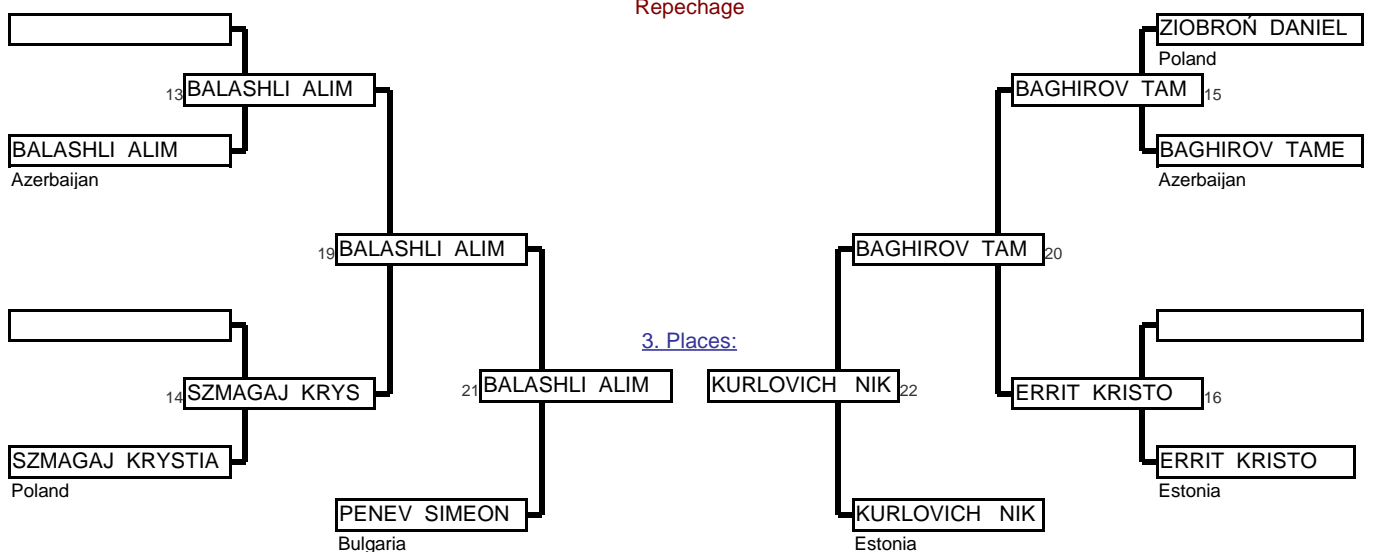 Repechage
ZIOBROŃ DANIEL
Poland
13 BALASHLI ALIM
BAGHIROV TAM 15
BALASHLI ALIM
Azerbaijan
BAGHIROV TAME
Azerbaijan
19 BALASHLI ALIM
BAGHIROV TAM 20
3. Places:
14 SZMAGAJ KRYS
21 BALASHLI ALIM
KURLOVICH NIK 22
ERRIT KRISTO 16
SZMAGAJ KRYSTIA
Poland
ERRIT KRISTO
Estonia
PENEV SIMEON
Bulgaria
KURLOVICH NIK
Estonia